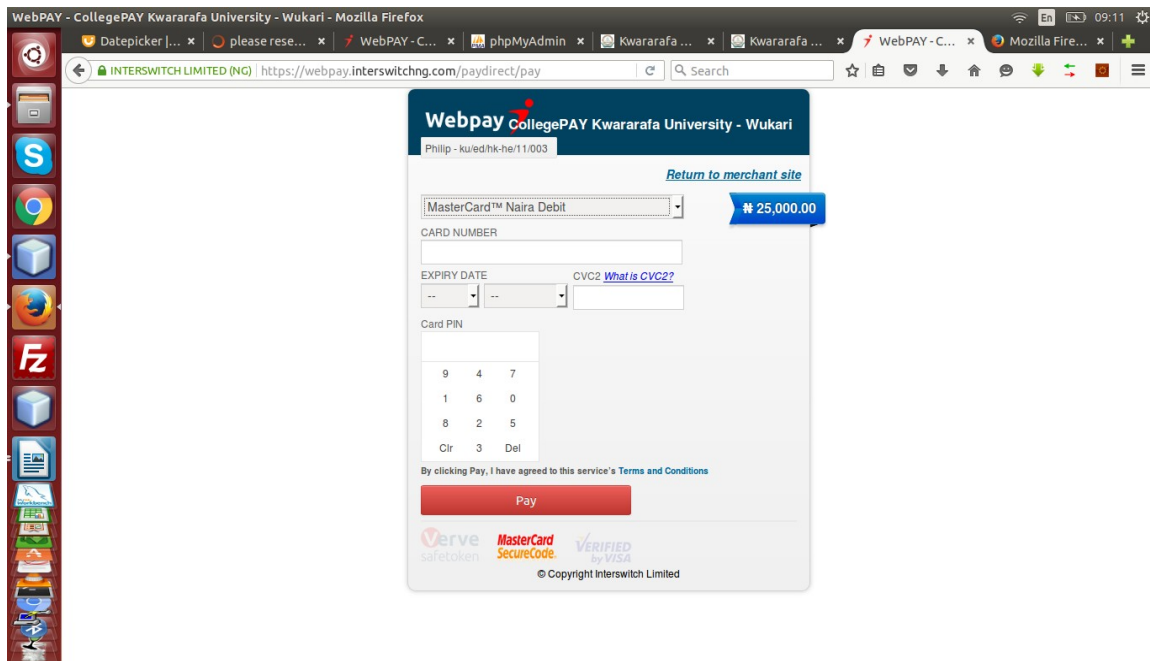 WebPAY - CollegePAY Kwararafa University - Wukari - Mozilla Firefox
En 09:11
Datepicker |... x please rese... x WebPAY - C... x phpMyAdmin x Kwararafa ... x Kwararafa ... x WebPAY - C... x Mozilla Fire... x
INTERSWITCH LIMITED (NG) https://webpay.interswitchng.com/paydirect/pay Search
Webpay CollegePAY Kwararafa University - Wukari
Philip - ku/ed/hk-he/11/003
Return to merchant site
MasterCard™ Naira Debit
₦ 25,000.00
CARD NUMBER
EXPIRY DATE CVC2 What is CVC2?
-- --
Card PIN
9 4 7
1 6 0
8 2 5
Clr 3 Del
By clicking Pay, I have agreed to this service's Terms and Conditions
Pay
Verve safetoken
MasterCard SecureCode.
VERIFIED by VISA
© Copyright Interswitch Limited
S
Fz